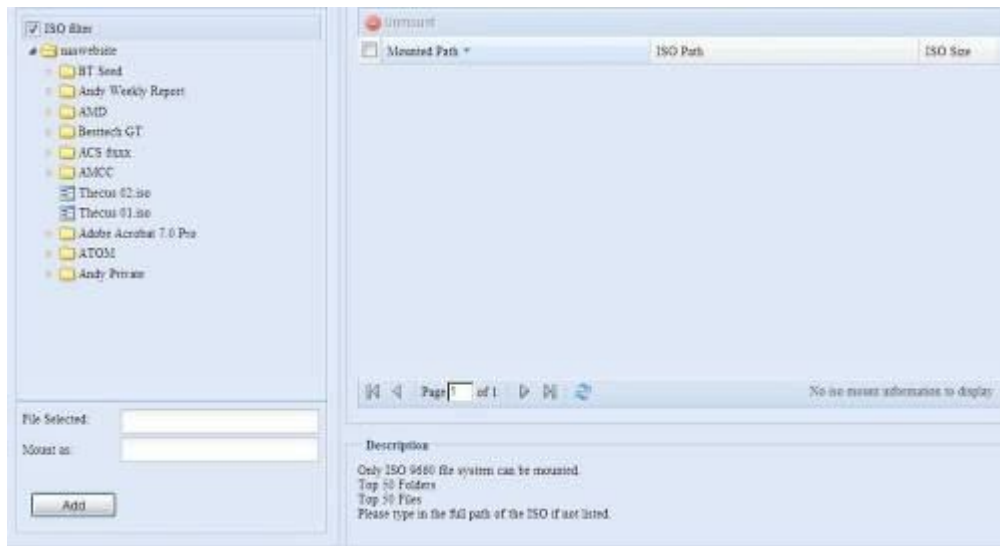 ISO filter
naswebsite
BT Seed
Andy Weekly Report
AMD
Berttech GT
ACS 8xxx
AMCC
Thecus 02.iso
Thecus 01.iso
Adobe Acrobat 7.0 Pro
ATOM
Andy Private
File Selected:
Mount as:
Add
Unmount
Mounted Path
ISO Path
ISO Size
Page of 1
No iso mount information to display
Description
Only ISO 9660 file system can be mounted.
Top 50 Folders
Top 50 Files
Please type in the full path of the ISO if not listed.